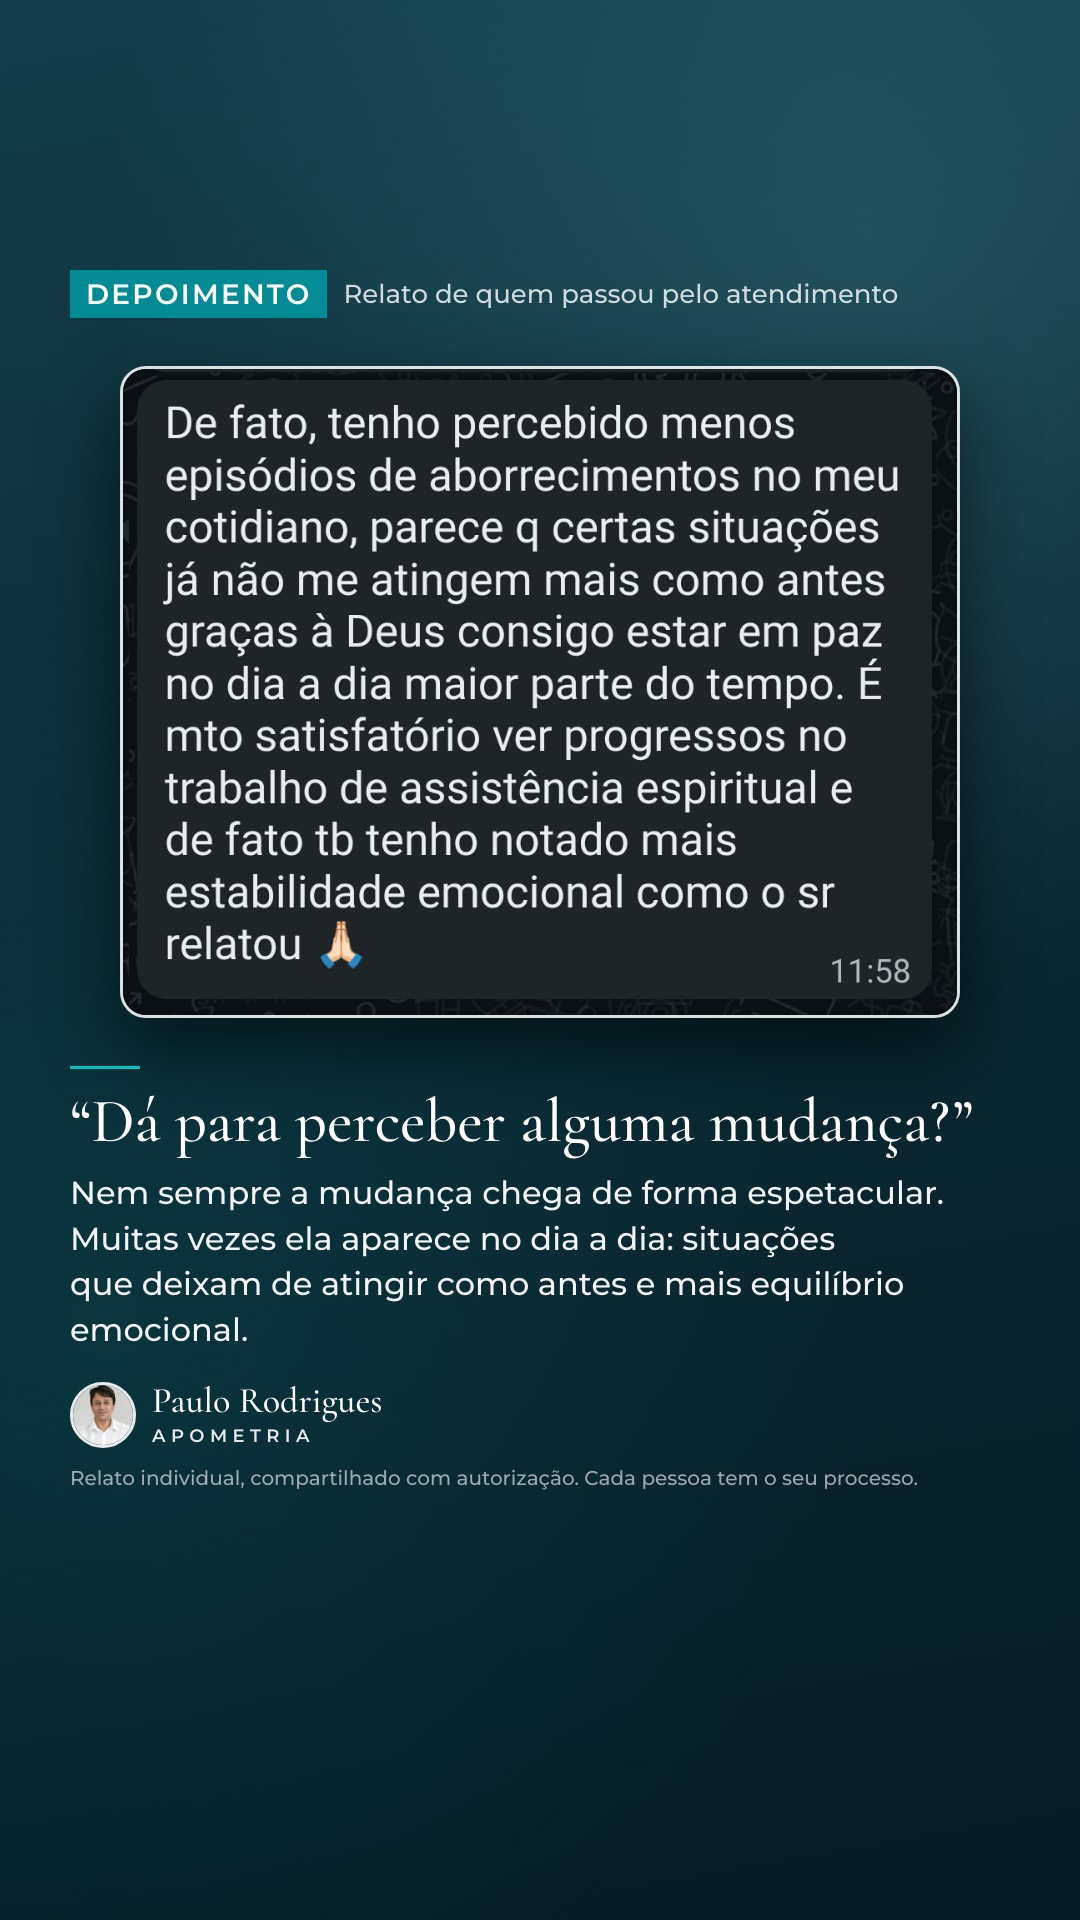 DEPOIMENTO Relato de quem passou pelo atendimento
De fato, tenho percebido menos
episódios de aborrecimentos no meu
cotidiano, parece q certas situações
já não me atingem mais como antes
graças à Deus consigo estar em paz
no dia a dia maior parte do tempo. É
mto satisfatório ver progressos no
trabalho de assistência espiritual e
de fato tb tenho notado mais
estabilidade emocional como o sr
relatou 🙏🏻
11:58
“Dá para perceber alguma mudança?”
Nem sempre a mudança chega de forma espetacular.
Muitas vezes ela aparece no dia a dia: situações
que deixam de atingir como antes e mais equilíbrio
emocional.
Paulo Rodrigues
APOMETRIA
Relato individual, compartilhado com autorização. Cada pessoa tem o seu processo.